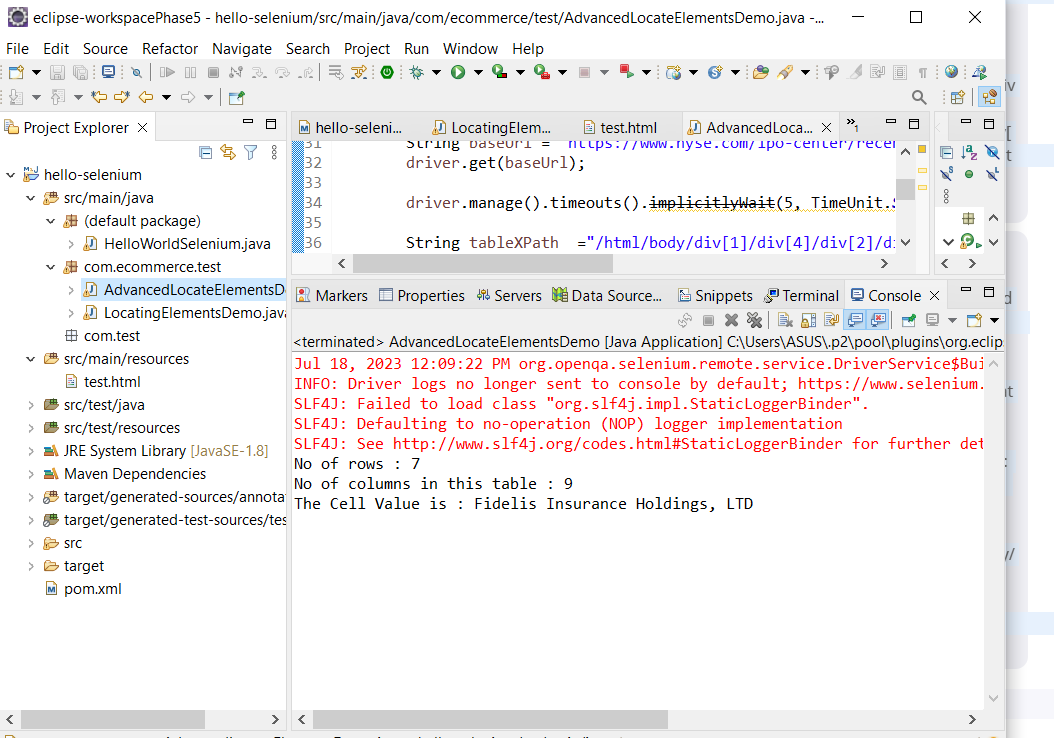 eclipse-workspacePhase5 - hello-selenium/src/main/java/com/ecommerce/test/AdvancedLocateElementsDemo.java -...
File Edit Source Refactor Navigate Search Project Run Window Help
Project Explorer
hello-selenium
src/main/java
(default package)
HelloWorldSelenium.java
com.ecommerce.test
AdvancedLocateElementsD
LocatingElementsDemo.java
com.test
src/main/resources
test.html
src/test/java
src/test/resources
JRE System Library [JavaSE-1.8]
Maven Dependencies
target/generated-sources/annota
target/generated-test-sources/tes
src
target
pom.xml
hello-seleni... LocatingElem... test.html AdvancedLoca... »1
31 String baseUrl = "https://www.nyse.com/ipo-center/recen
32 driver.get(baseUrl);
33
34 driver.manage().timeouts().implicitlyWait(5, TimeUnit.S
35
36 String tableXPath ="/html/body/div[1]/div[4]/div[2]/di
Markers Properties Servers Data Source... Snippets Terminal Console
<terminated> AdvancedLocateElementsDemo [Java Application] C:\Users\ASUS\.p2\pool\plugins\org.eclips
Jul 18, 2023 12:09:22 PM org.openqa.selenium.remote.service.DriverService$Bui
INFO: Driver logs no longer sent to console by default; https://www.selenium.
SLF4J: Failed to load class "org.slf4j.impl.StaticLoggerBinder".
SLF4J: Defaulting to no-operation (NOP) logger implementation
SLF4J: See http://www.slf4j.org/codes.html#StaticLoggerBinder for further det
No of rows : 7
No of columns in this table : 9
The Cell Value is : Fidelis Insurance Holdings, LTD